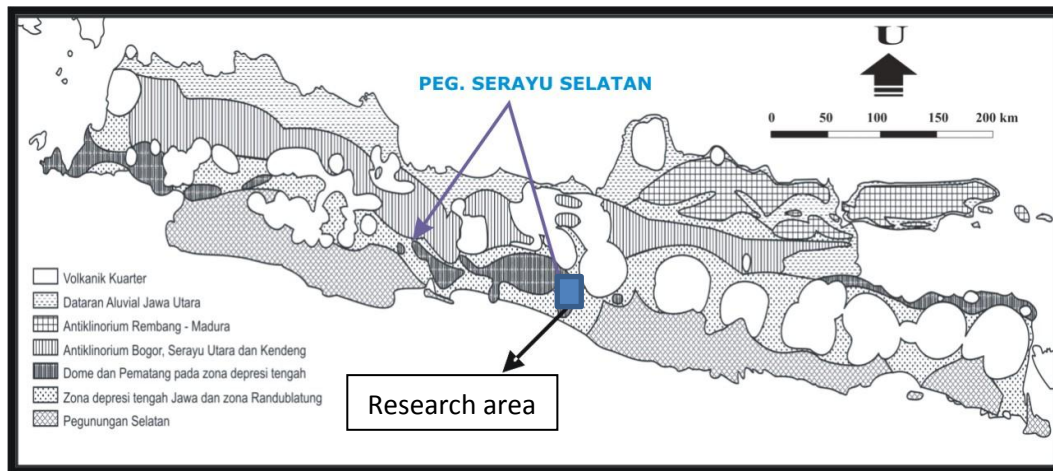 U
PEG. SERAYU SELATAN
0 50 100 150 200 km
Volkanik Kuarter
Dataran Aluvial Jawa Utara
Antiklinorium Rembang - Madura
Antiklinorium Bogor, Serayu Utara dan Kendeng
Dome dan Pematang pada zona depresi tengah
Zona depresi tengah Jawa dan zona Randublatung
Pegunungan Selatan
Research area